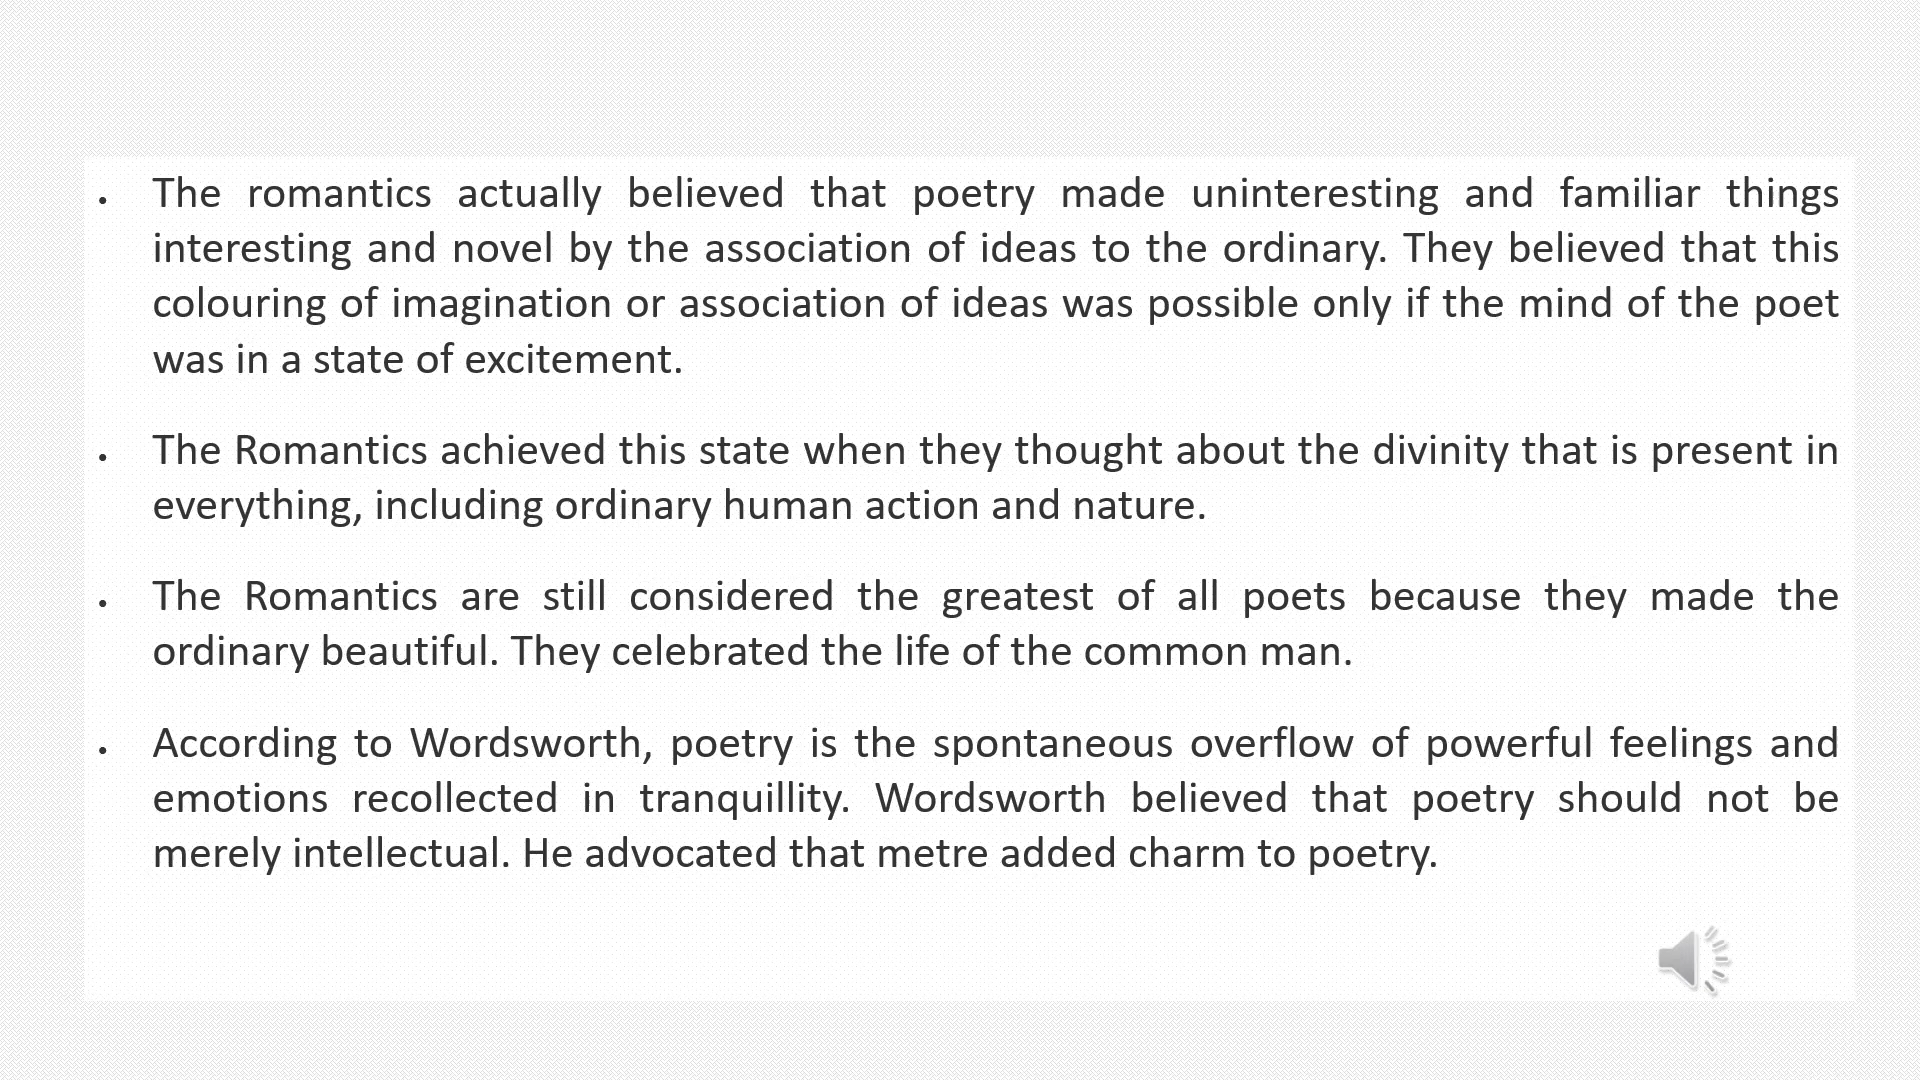 • The romantics actually believed that poetry made uninteresting and familiar things
interesting and novel by the association of ideas to the ordinary. They believed that this
colouring of imagination or association of ideas was possible only if the mind of the poet
was in a state of excitement.
• The Romantics achieved this state when they thought about the divinity that is present in
everything, including ordinary human action and nature.
• The Romantics are still considered the greatest of all poets because they made the
ordinary beautiful. They celebrated the life of the common man.
• According to Wordsworth, poetry is the spontaneous overflow of powerful feelings and
emotions recollected in tranquillity. Wordsworth believed that poetry should not be
merely intellectual. He advocated that metre added charm to poetry.